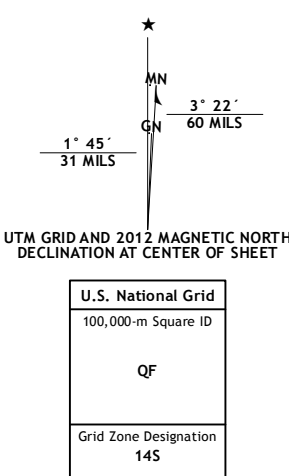 ★
MN
3° 22´
60 MILS
GN
1° 45´
31 MILS
UTM GRID AND 2012 MAGNETIC NORTH
DECLINATION AT CENTER OF SHEET
U.S. National Grid
100,000-m Square ID
QF
Grid Zone Designation
14S